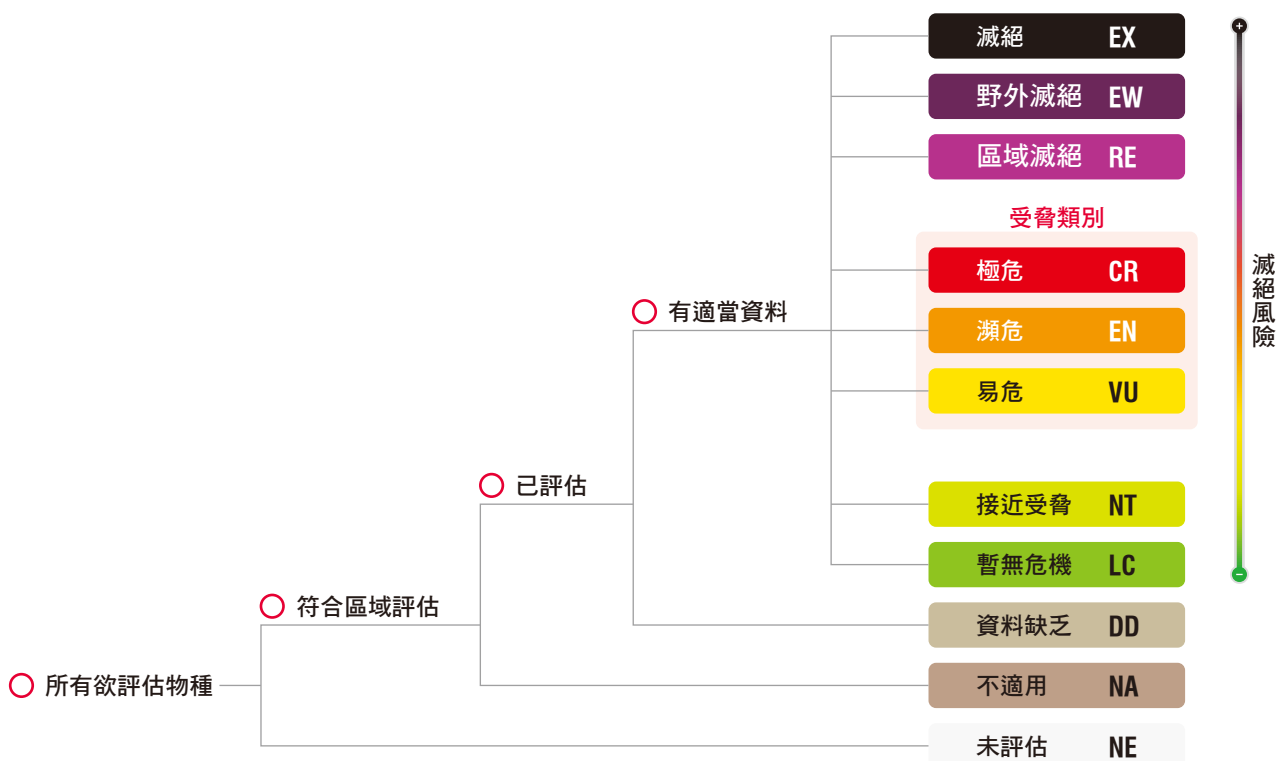 滅絕 EX
野外滅絕 EW
區域滅絕 RE
受脅類別
極危 CR
瀕危 EN
易危 VU
接近受脅 NT
暫無危機 LC
資料缺乏 DD
不適用 NA
未評估 NE
有適當資料
已評估
符合區域評估
所有欲評估物種
+
滅絕風險
−